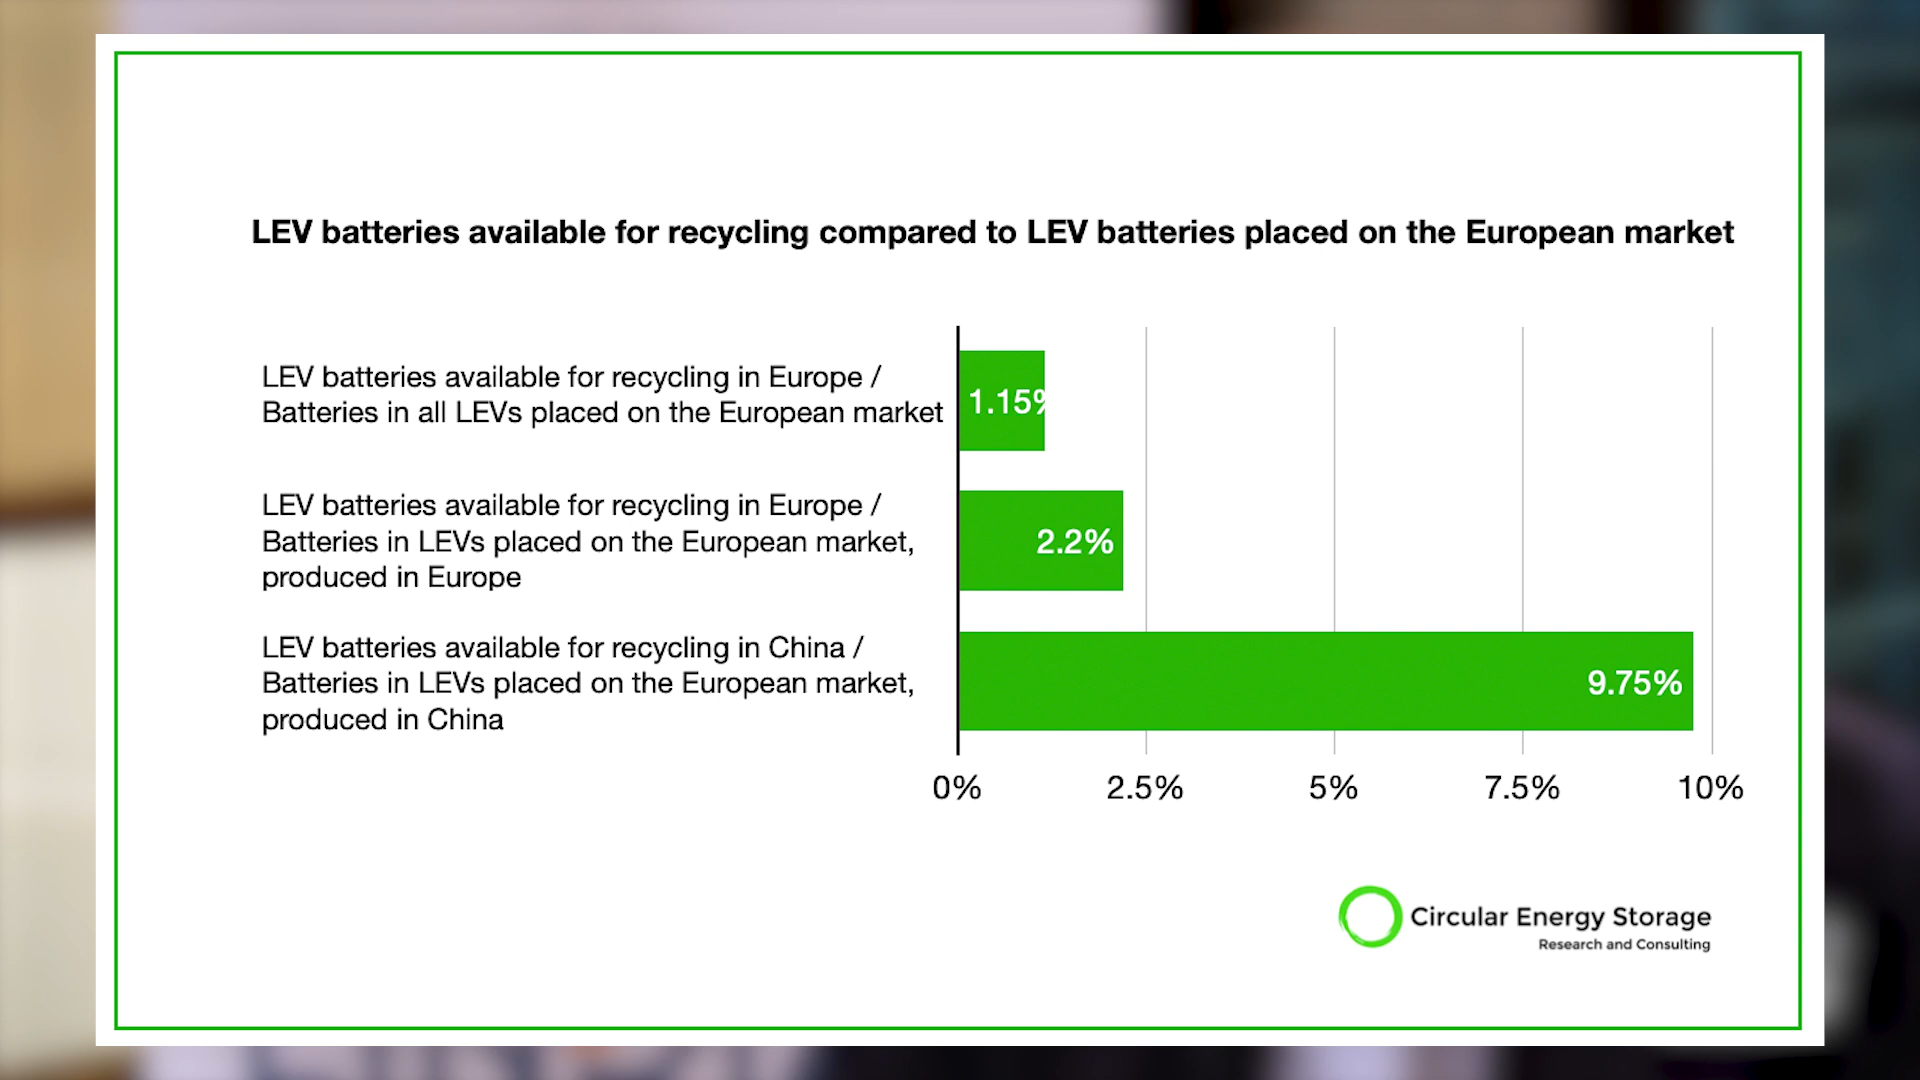 LEV batteries available for recycling compared to LEV batteries placed on the European market
LEV batteries available for recycling in Europe /
Batteries in all LEVs placed on the European market
1.15%
LEV batteries available for recycling in Europe /
Batteries in LEVs placed on the European market,
produced in Europe
2.2%
LEV batteries available for recycling in China /
Batteries in LEVs placed on the European market,
produced in China
9.75%
0% 2.5% 5% 7.5% 10%
Circular Energy Storage
Research and Consulting